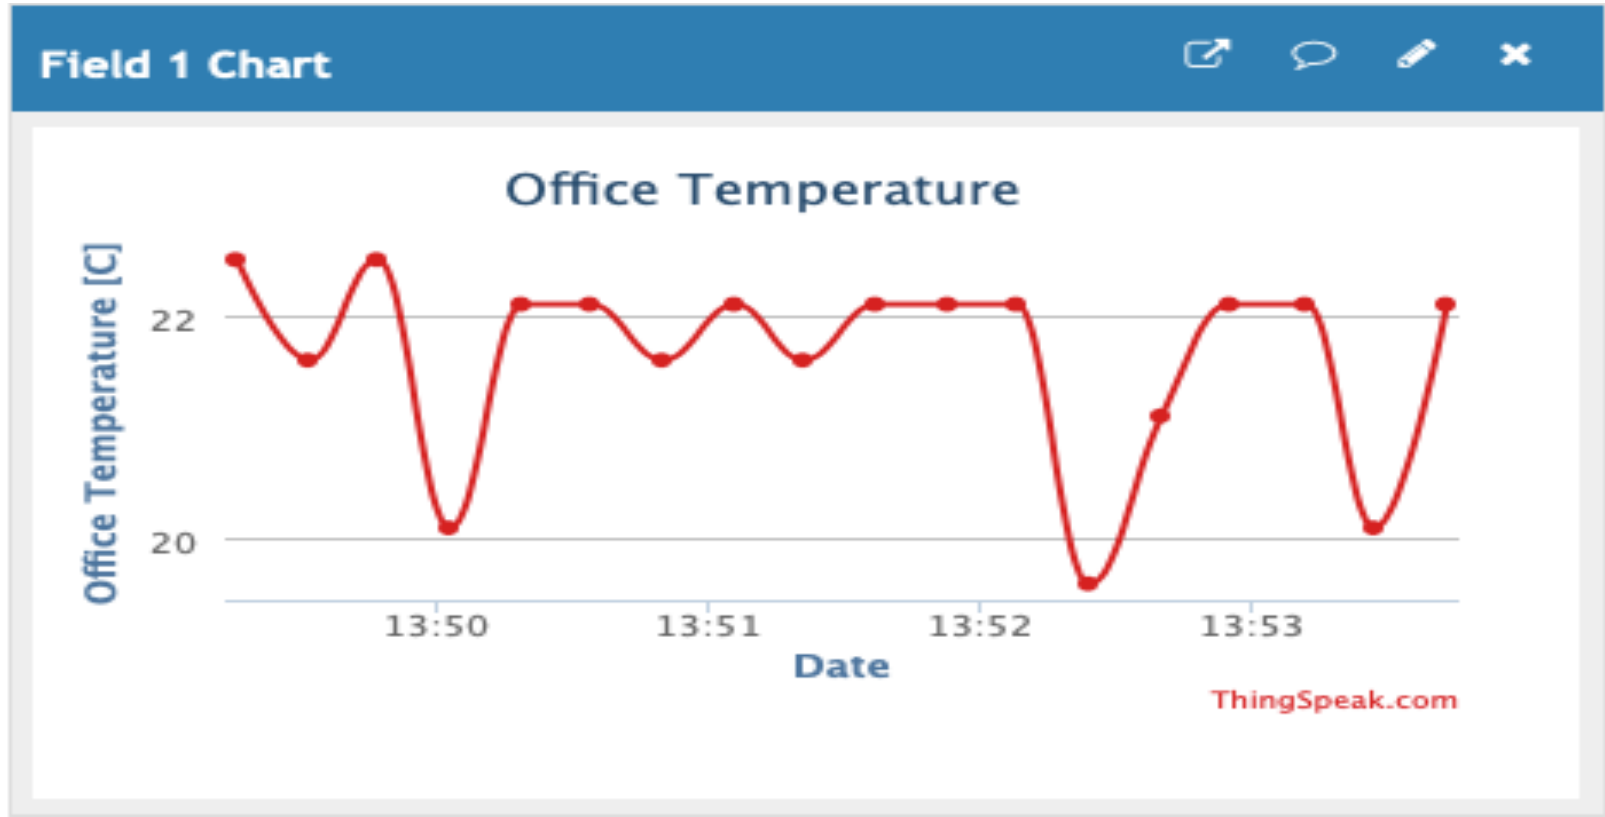 Field 1 Chart
Office Temperature
Office Temperature [C]
22
20
13:50 13:51 13:52 13:53
Date
ThingSpeak.com